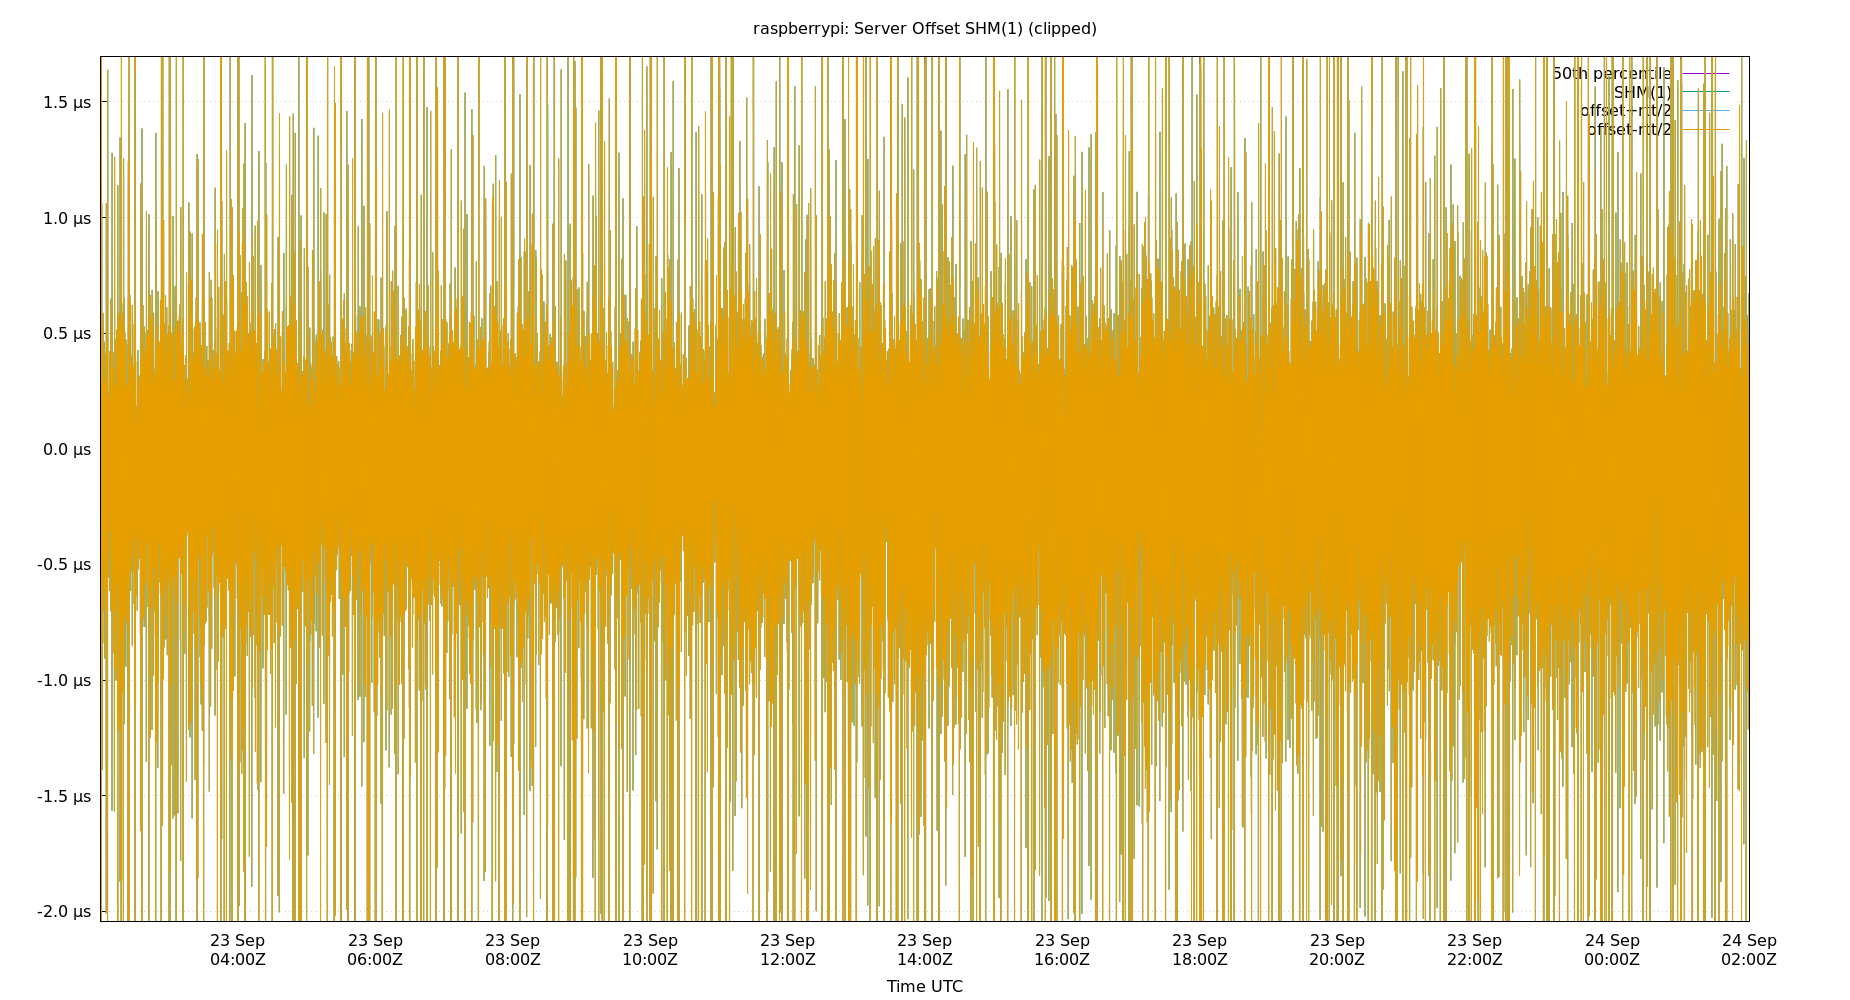 raspberrypi: Server Offset SHM(1) (clipped)
50th percentile
SHM(1)
offset+rtt/2
offset-rtt/2
1.5 µs
1.0 µs
0.5 µs
0.0 µs
-0.5 µs
-1.0 µs
-1.5 µs
-2.0 µs
23 Sep 23 Sep 23 Sep 23 Sep 23 Sep 23 Sep 23 Sep 23 Sep 23 Sep 23 Sep 24 Sep 24 Sep
04:00Z 06:00Z 08:00Z 10:00Z 12:00Z 14:00Z 16:00Z 18:00Z 20:00Z 22:00Z 00:00Z 02:00Z
Time UTC